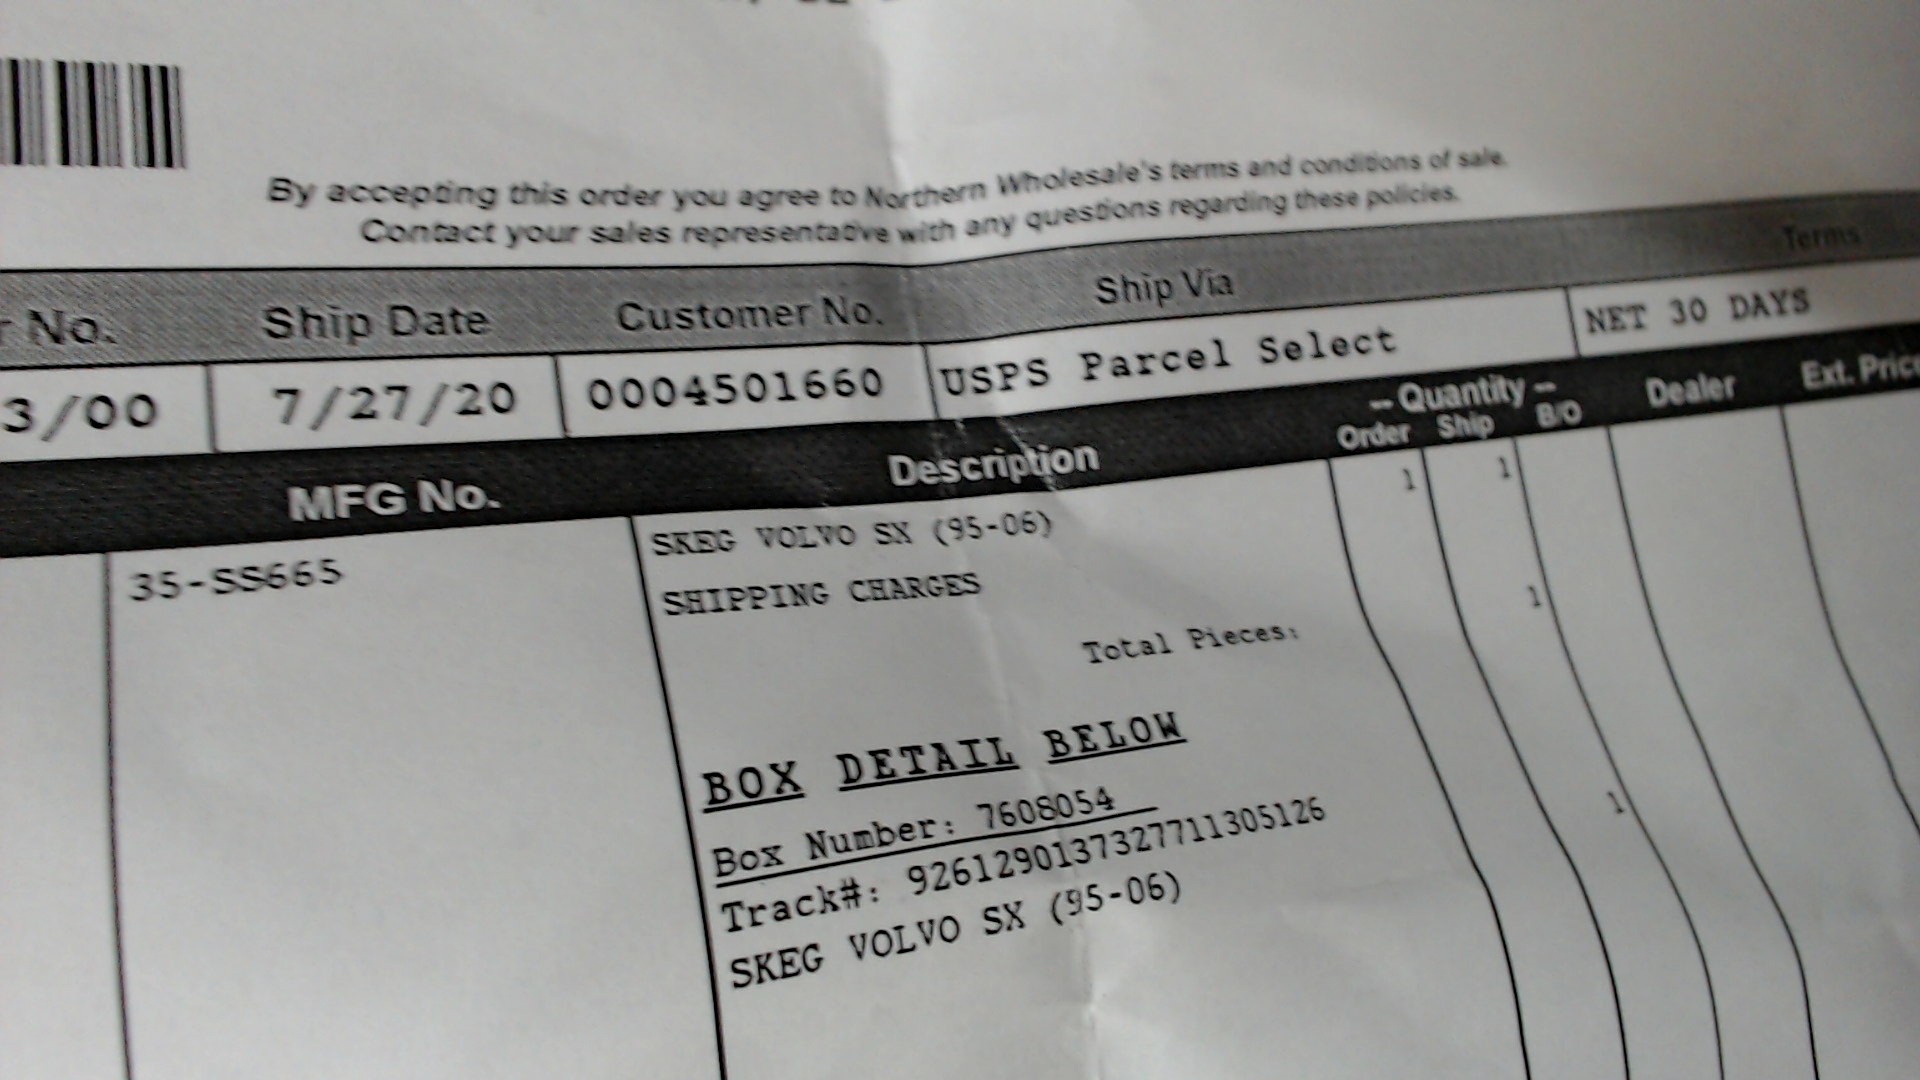 By accepting this order you agree to Northern Wholesale's terms and conditions of sale.
Contact your sales representative with any questions regarding these policies.
r No. Ship Date Customer No. Ship Via Terms
3/00 7/27/20 0004501660 USPS Parcel Select NET 30 DAYS
MFG No. Description -- Quantity -- Dealer Ext. Price
Order Ship B/O
35-SS665 SKEG VOLVO SX (95-06) 1 1
SHIPPING CHARGES 1
Total Pieces: 1
BOX DETAIL BELOW
Box Number: 7608054
Track#: 9261290137327711305126
SKEG VOLVO SX (95-06)